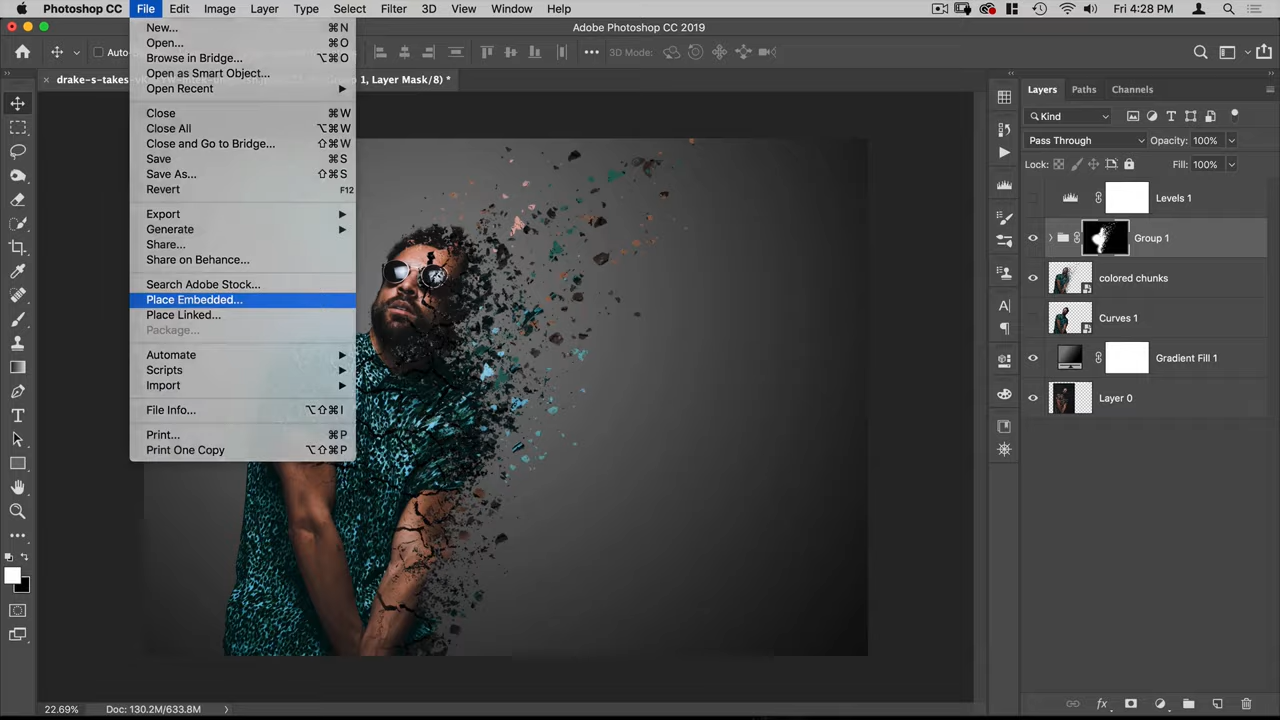 Photoshop CC File Edit Image Layer Type Select Filter 3D View Window Help Fri 4:28 PM
Adobe Photoshop CC 2019
Auto- 3D Mode:
drake-s-takes- 1, Layer Mask/8) *
New... ⌘N
Open... ⌘O
Browse in Bridge... ⌥⌘O
Open as Smart Object...
Open Recent
Close ⌘W
Close All ⌥⌘W
Close and Go to Bridge... ⇧⌘W
Save ⌘S
Save As... ⇧⌘S
Revert F12
Export
Generate
Share...
Share on Behance...
Search Adobe Stock...
Place Embedded...
Place Linked...
Package...
Automate
Scripts
Import
File Info... ⌥⇧⌘I
Print... ⌘P
Print One Copy ⌥⇧⌘P
Layers Paths Channels
Kind
Pass Through Opacity: 100%
Lock: Fill: 100%
Levels 1
Group 1
colored chunks
Curves 1
Gradient Fill 1
Layer 0
22.69% Doc: 130.2M/633.8M